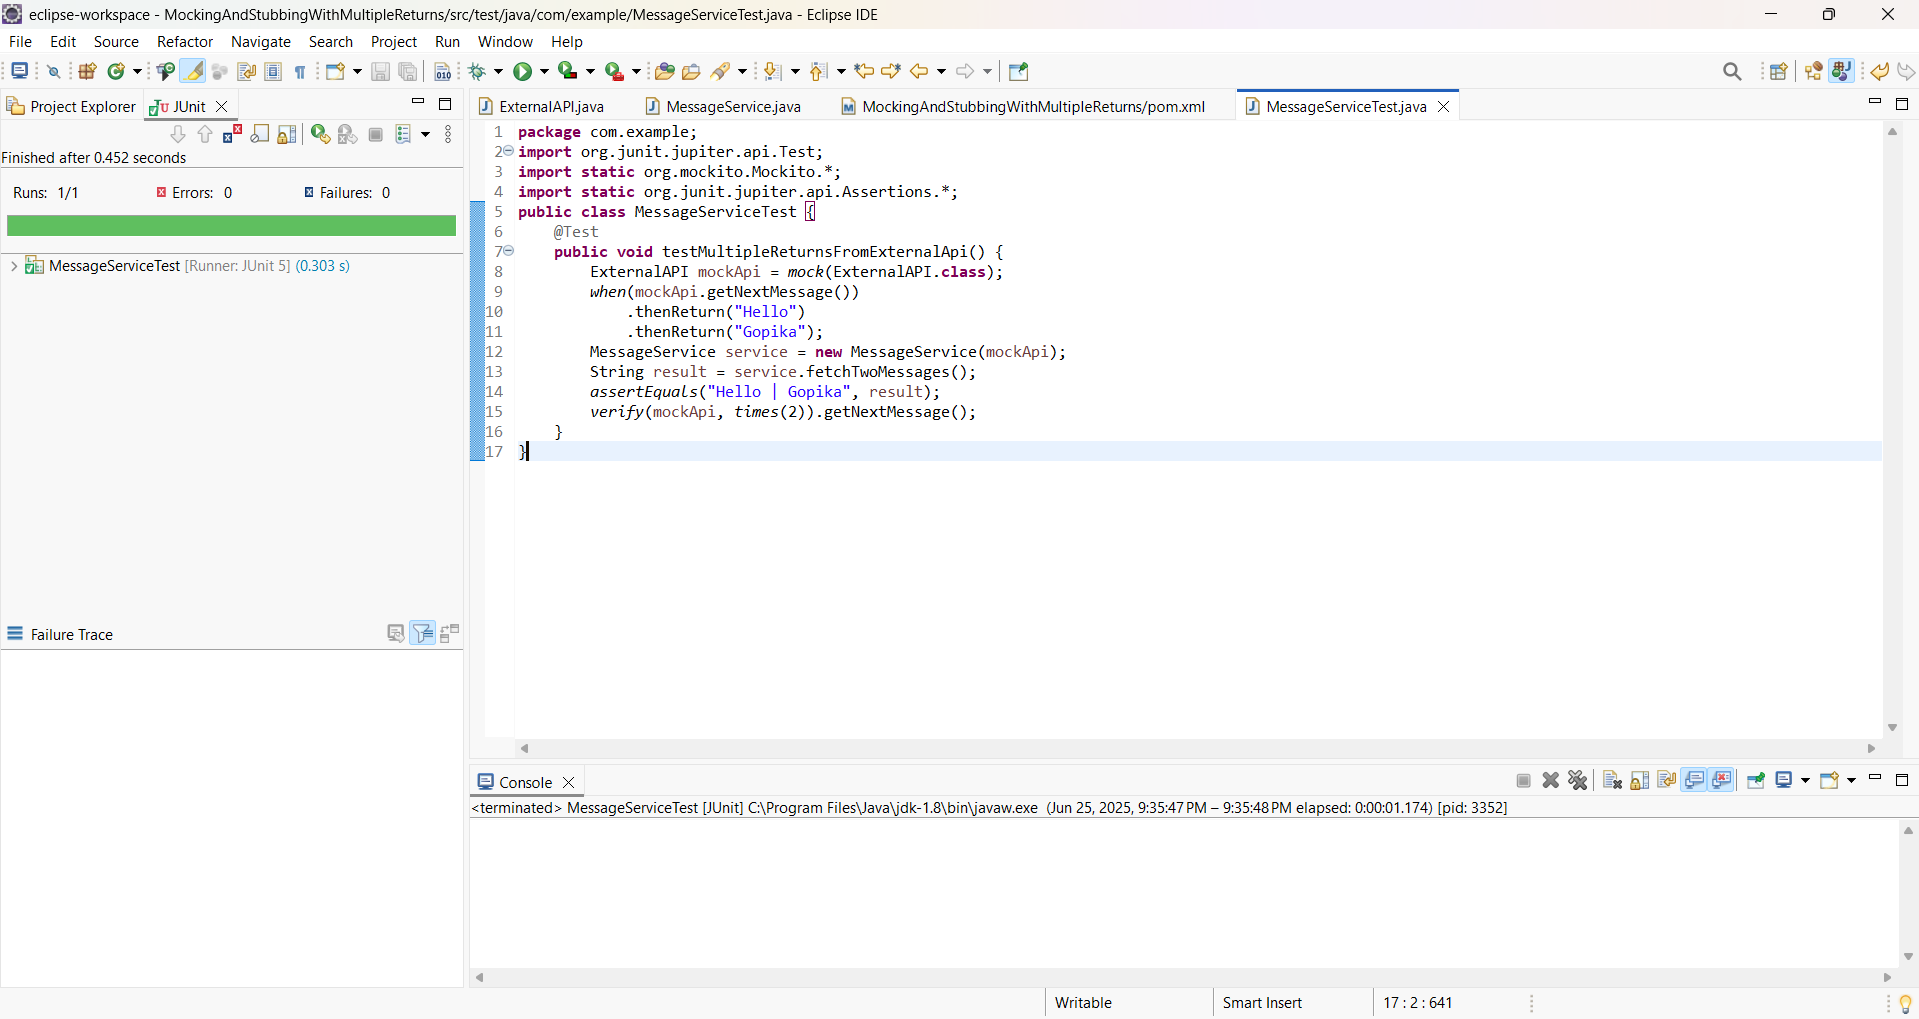 eclipse-workspace - MockingAndStubbingWithMultipleReturns/src/test/java/com/example/MessageServiceTest.java - Eclipse IDE
File Edit Source Refactor Navigate Search Project Run Window Help
Project Explorer JUnit
Finished after 0.452 seconds
Runs: 1/1 Errors: 0 Failures: 0
MessageServiceTest [Runner: JUnit 5] (0.303 s)
Failure Trace
ExternalAPI.java MessageService.java MockingAndStubbingWithMultipleReturns/pom.xml MessageServiceTest.java
1 package com.example;
2 import org.junit.jupiter.api.Test;
3 import static org.mockito.Mockito.*;
4 import static org.junit.jupiter.api.Assertions.*;
5 public class MessageServiceTest {
6 @Test
7 public void testMultipleReturnsFromExternalApi() {
8 ExternalAPI mockApi = mock(ExternalAPI.class);
9 when(mockApi.getNextMessage())
10 .thenReturn("Hello")
11 .thenReturn("Gopika");
12 MessageService service = new MessageService(mockApi);
13 String result = service.fetchTwoMessages();
14 assertEquals("Hello | Gopika", result);
15 verify(mockApi, times(2)).getNextMessage();
16 }
17 }
Console
<terminated> MessageServiceTest [JUnit] C:\Program Files\Java\jdk-1.8\bin\javaw.exe (Jun 25, 2025, 9:35:47 PM – 9:35:48 PM elapsed: 0:00:01.174) [pid: 3352]
Writable Smart Insert 17 : 2 : 641